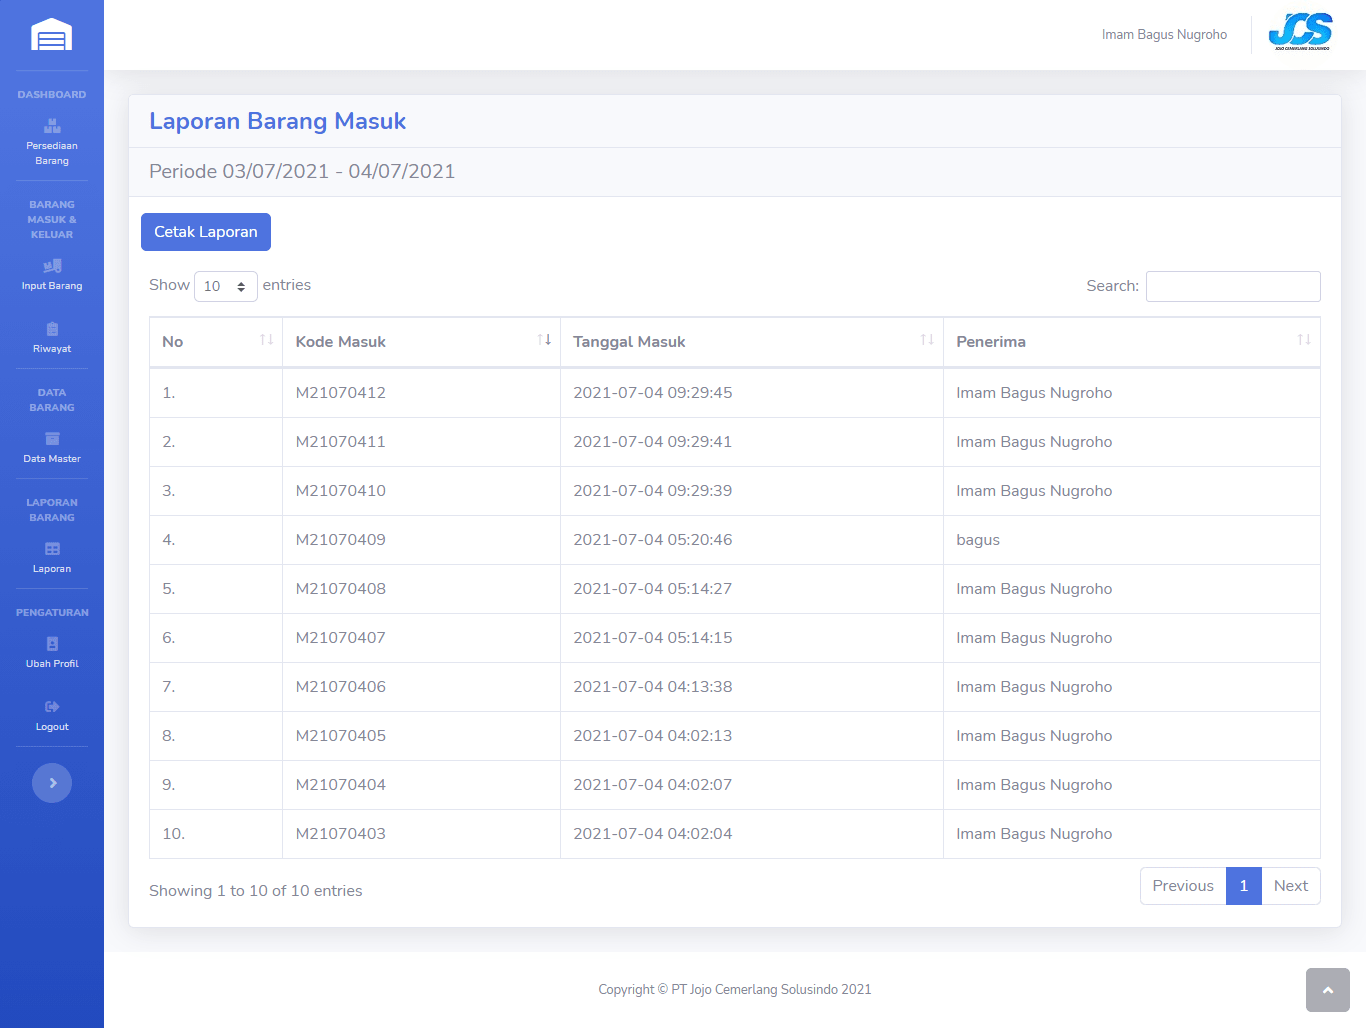 Imam Bagus Nugroho
JCS
JOJO CEMERLANG SOLUSINDO
DASHBOARD
Persediaan
Barang
BARANG
MASUK &
KELUAR
Input Barang
Riwayat
DATA
BARANG
Data Master
LAPORAN
BARANG
Laporan
PENGATURAN
Ubah Profil
Logout
Laporan Barang Masuk
Periode 03/07/2021 - 04/07/2021
Cetak Laporan
Show 10 entries
Search:
No Kode Masuk Tanggal Masuk Penerima
1. M21070412 2021-07-04 09:29:45 Imam Bagus Nugroho
2. M21070411 2021-07-04 09:29:41 Imam Bagus Nugroho
3. M21070410 2021-07-04 09:29:39 Imam Bagus Nugroho
4. M21070409 2021-07-04 05:20:46 bagus
5. M21070408 2021-07-04 05:14:27 Imam Bagus Nugroho
6. M21070407 2021-07-04 05:14:15 Imam Bagus Nugroho
7. M21070406 2021-07-04 04:13:38 Imam Bagus Nugroho
8. M21070405 2021-07-04 04:02:13 Imam Bagus Nugroho
9. M21070404 2021-07-04 04:02:07 Imam Bagus Nugroho
10. M21070403 2021-07-04 04:02:04 Imam Bagus Nugroho
Showing 1 to 10 of 10 entries
Previous 1 Next
Copyright © PT Jojo Cemerlang Solusindo 2021